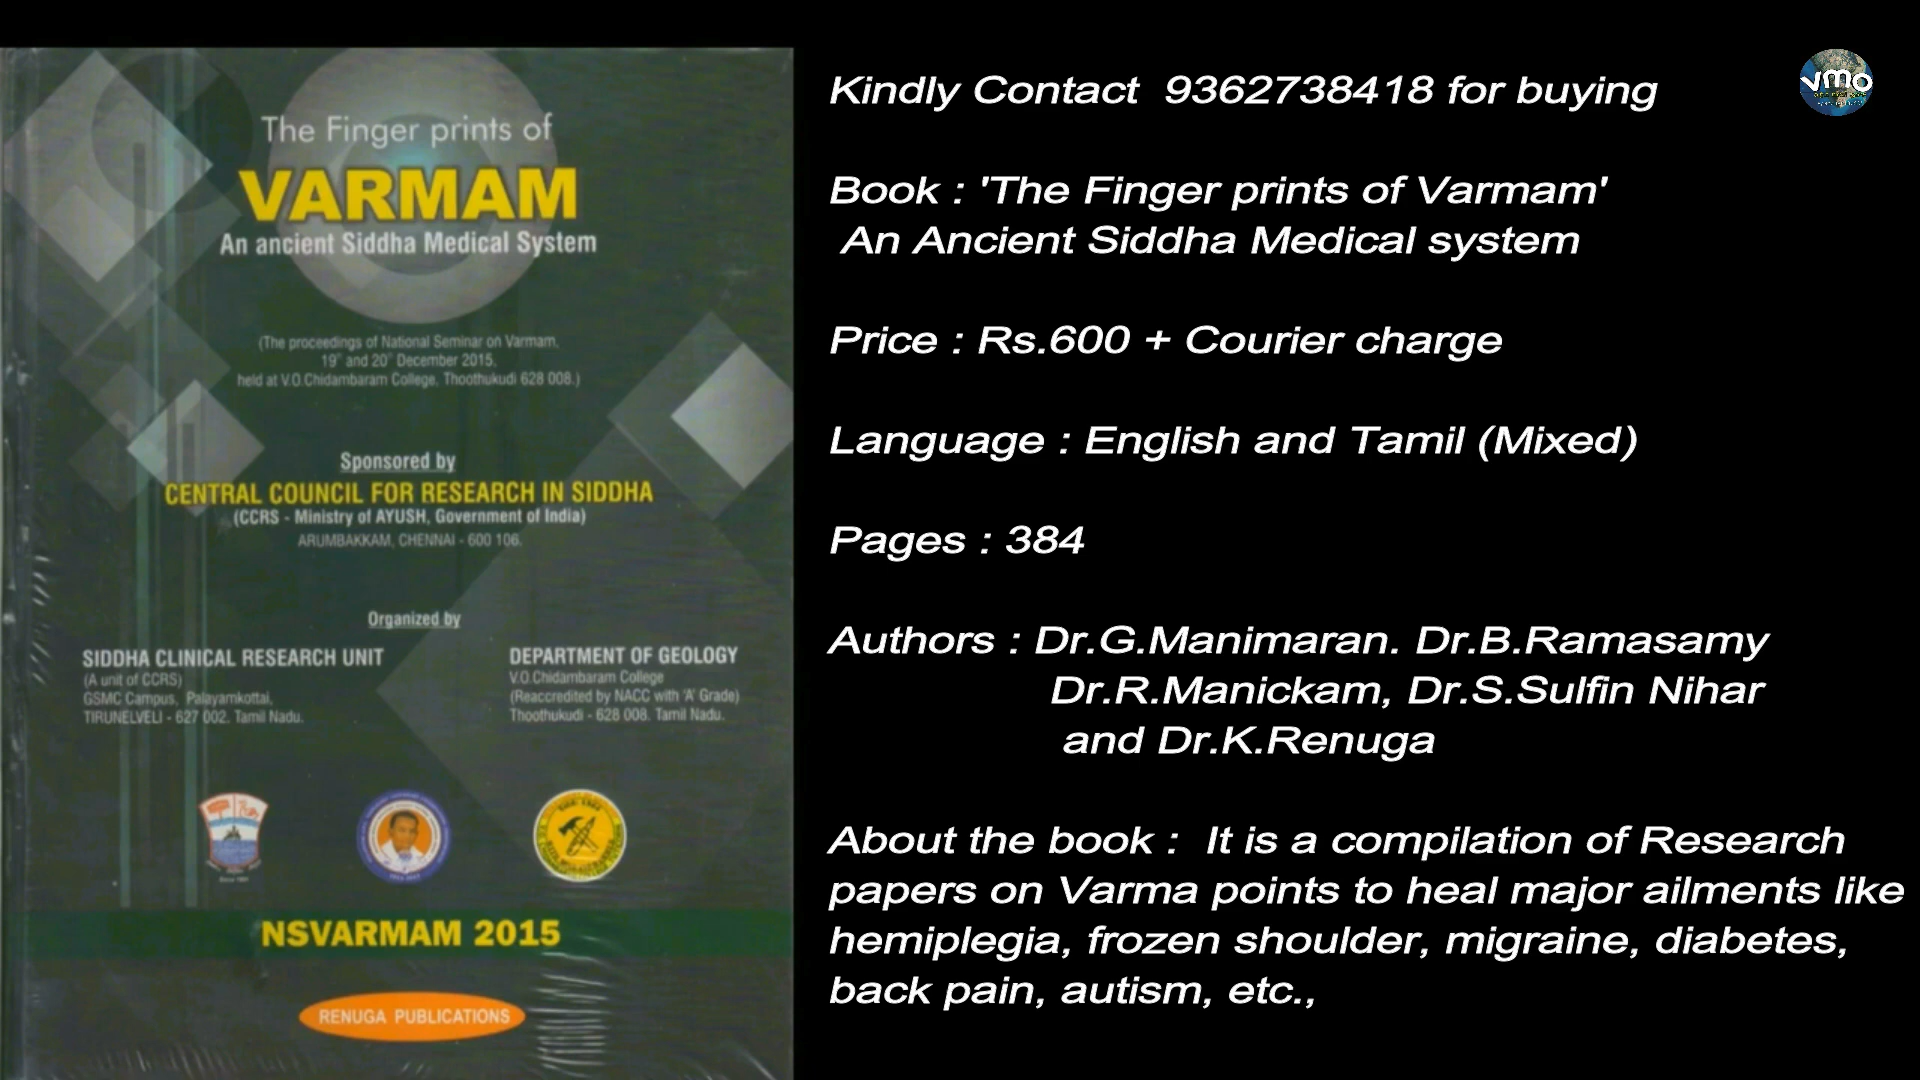 The Finger prints of
VARMAM
An ancient Siddha Medical System
(The proceedings of National Seminar on Varmam,
19th and 20th December 2015,
held at V.O.Chidambaram College, Thoothukudi 628 008.)
Sponsored by
CENTRAL COUNCIL FOR RESEARCH IN SIDDHA
(CCRS - Ministry of AYUSH, Government of India)
ARUMBAKKAM, CHENNAI - 600 106.
Organized by
SIDDHA CLINICAL RESEARCH UNIT
(A unit of CCRS)
GSMC Campus, Palayamkottai,
TIRUNELVELI - 627 002. Tamil Nadu.
DEPARTMENT OF GEOLOGY
V.O.Chidambaram College
(Reaccredited by NACC with 'A' Grade)
Thoothukudi - 628 008. Tamil Nadu.
NSVARMAM 2015
RENUGA PUBLICATIONS
Kindly Contact 9362738418 for buying
Book : 'The Finger prints of Varmam'
An Ancient Siddha Medical system
Price : Rs.600 + Courier charge
Language : English and Tamil (Mixed)
Pages : 384
Authors : Dr.G.Manimaran. Dr.B.Ramasamy
Dr.R.Manickam, Dr.S.Sulfin Nihar
and Dr.K.Renuga
About the book : It is a compilation of Research
papers on Varma points to heal major ailments like
hemiplegia, frozen shoulder, migraine, diabetes,
back pain, autism, etc.,
vmo